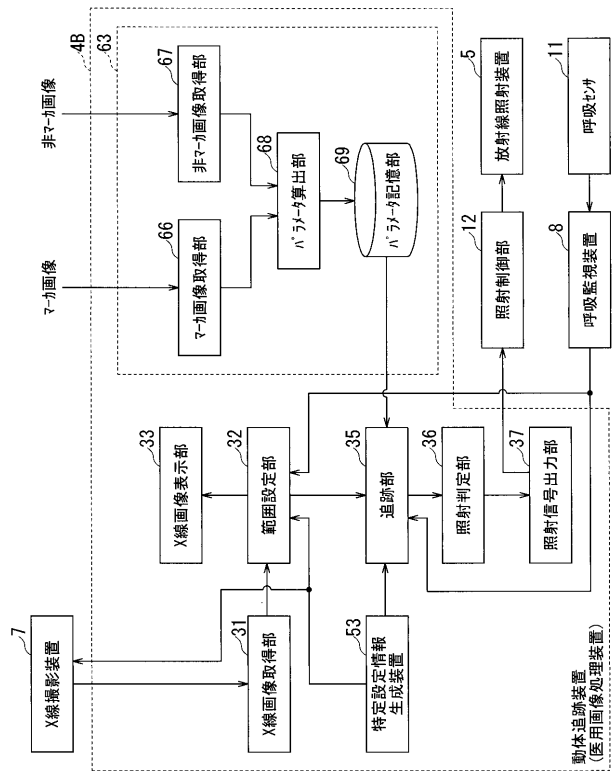 マーカ画像
非マーカ画像
4B
63
66
マーカ画像取得部
67
非マーカ画像取得部
68
パラメータ算出部
69
パラメータ記憶部
7
X線撮影装置
31
X線画像取得部
33
X線画像表示部
32
範囲設定部
53
特定設定情報
生成装置
35
追跡部
36
照射判定部
37
照射信号出力部
12
照射制御部
5
放射線照射装置
8
呼吸監視装置
11
呼吸センサ
動体追跡装置
(医用画像処理装置)